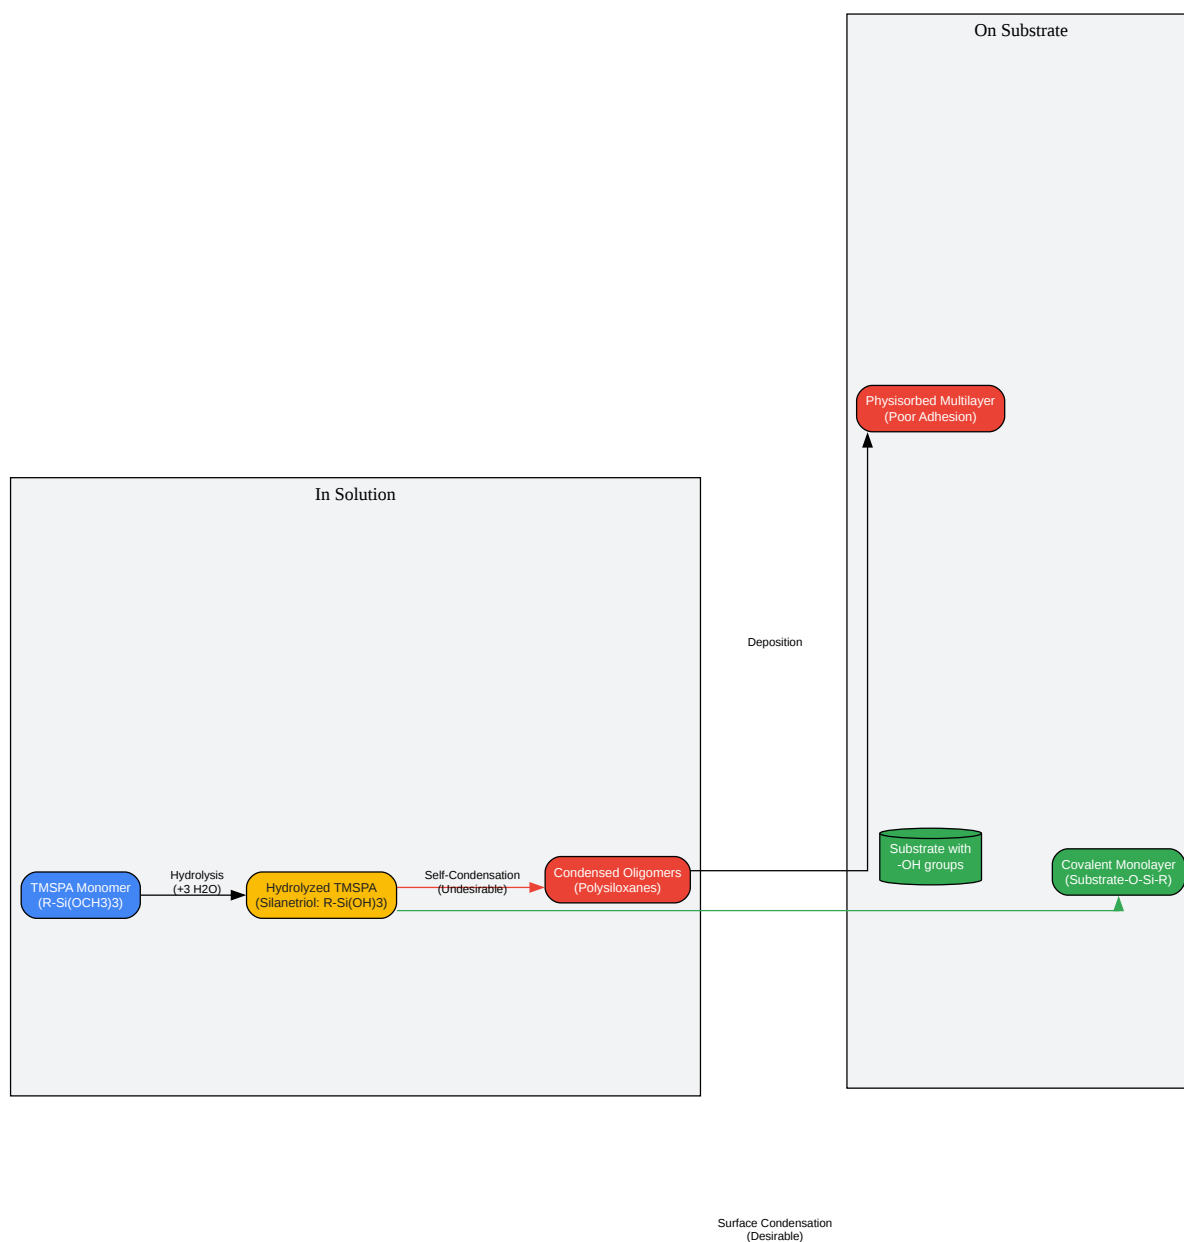 On Substrate
Physisorbed Multilayer
(Poor Adhesion)
In Solution
Deposition
Substrate with
-OH groups
Covalent Monolayer
(Substrate-O-Si-R)
TMSPA Monomer
(R-Si(OCH3)3)
Hydrolysis
(+3 H2O)
Hydrolyzed TMSPA
(Silanetriol: R-Si(OH)3)
Self-Condensation
(Undesirable)
Condensed Oligomers
(Polysiloxanes)
Surface Condensation
(Desirable)